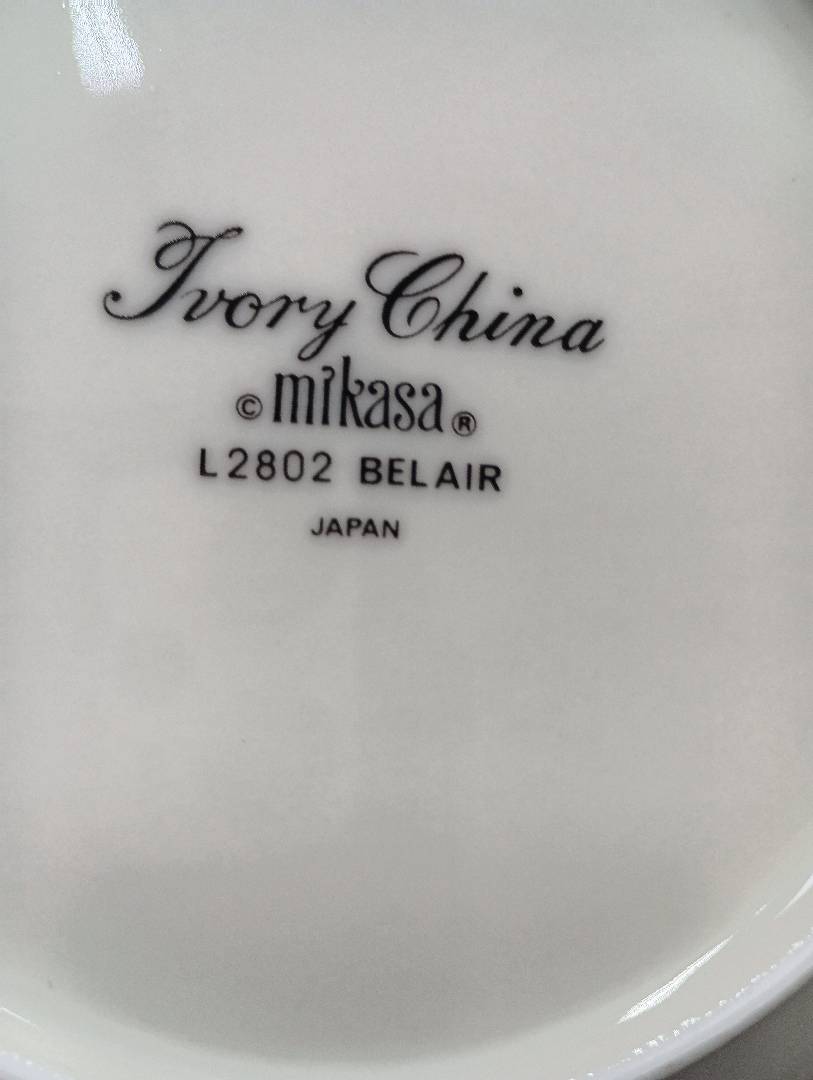 Ivory China
© mikasa ®
L2802 BELAIR
JAPAN